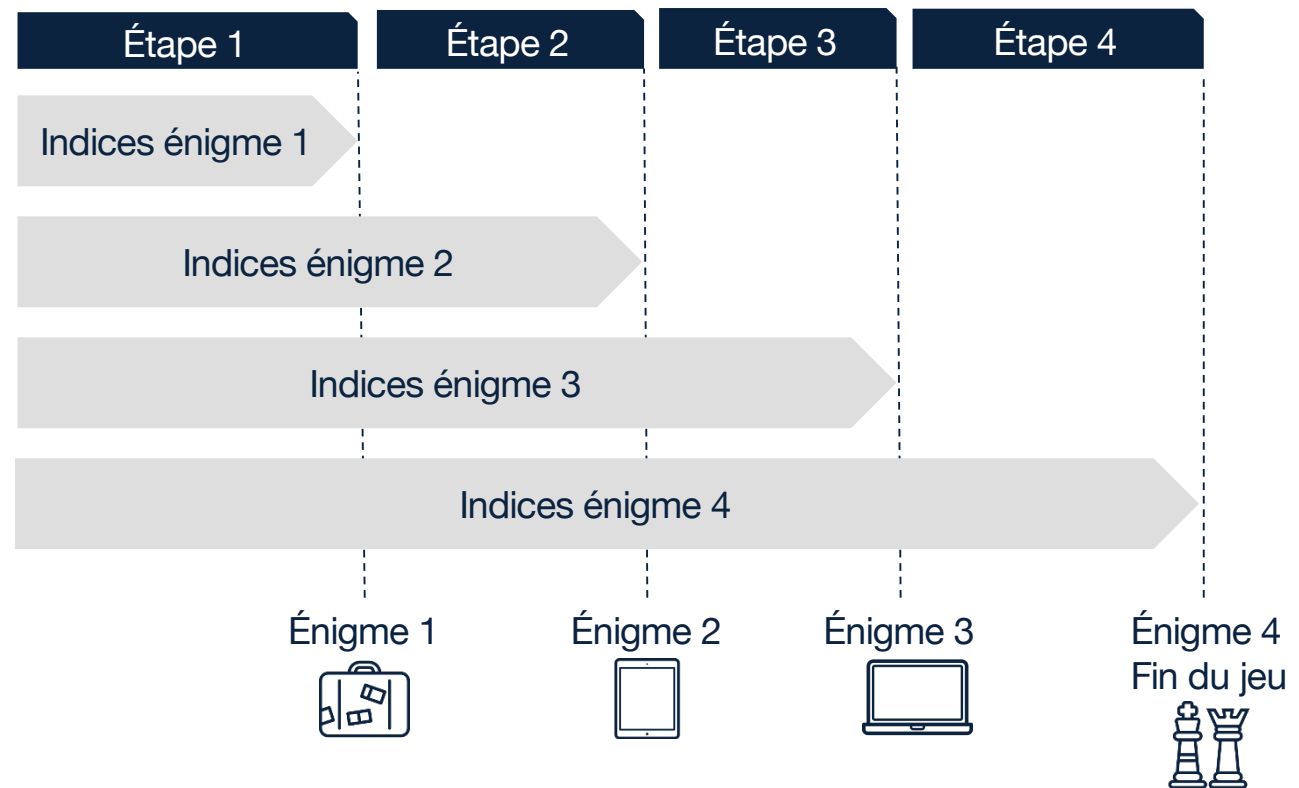 Étape 1
Étape 2
Étape 3
Étape 4
Indices énigme 1
Indices énigme 2
Indices énigme 3
Indices énigme 4
Énigme 1
Énigme 2
Énigme 3
Énigme 4
Fin du jeu